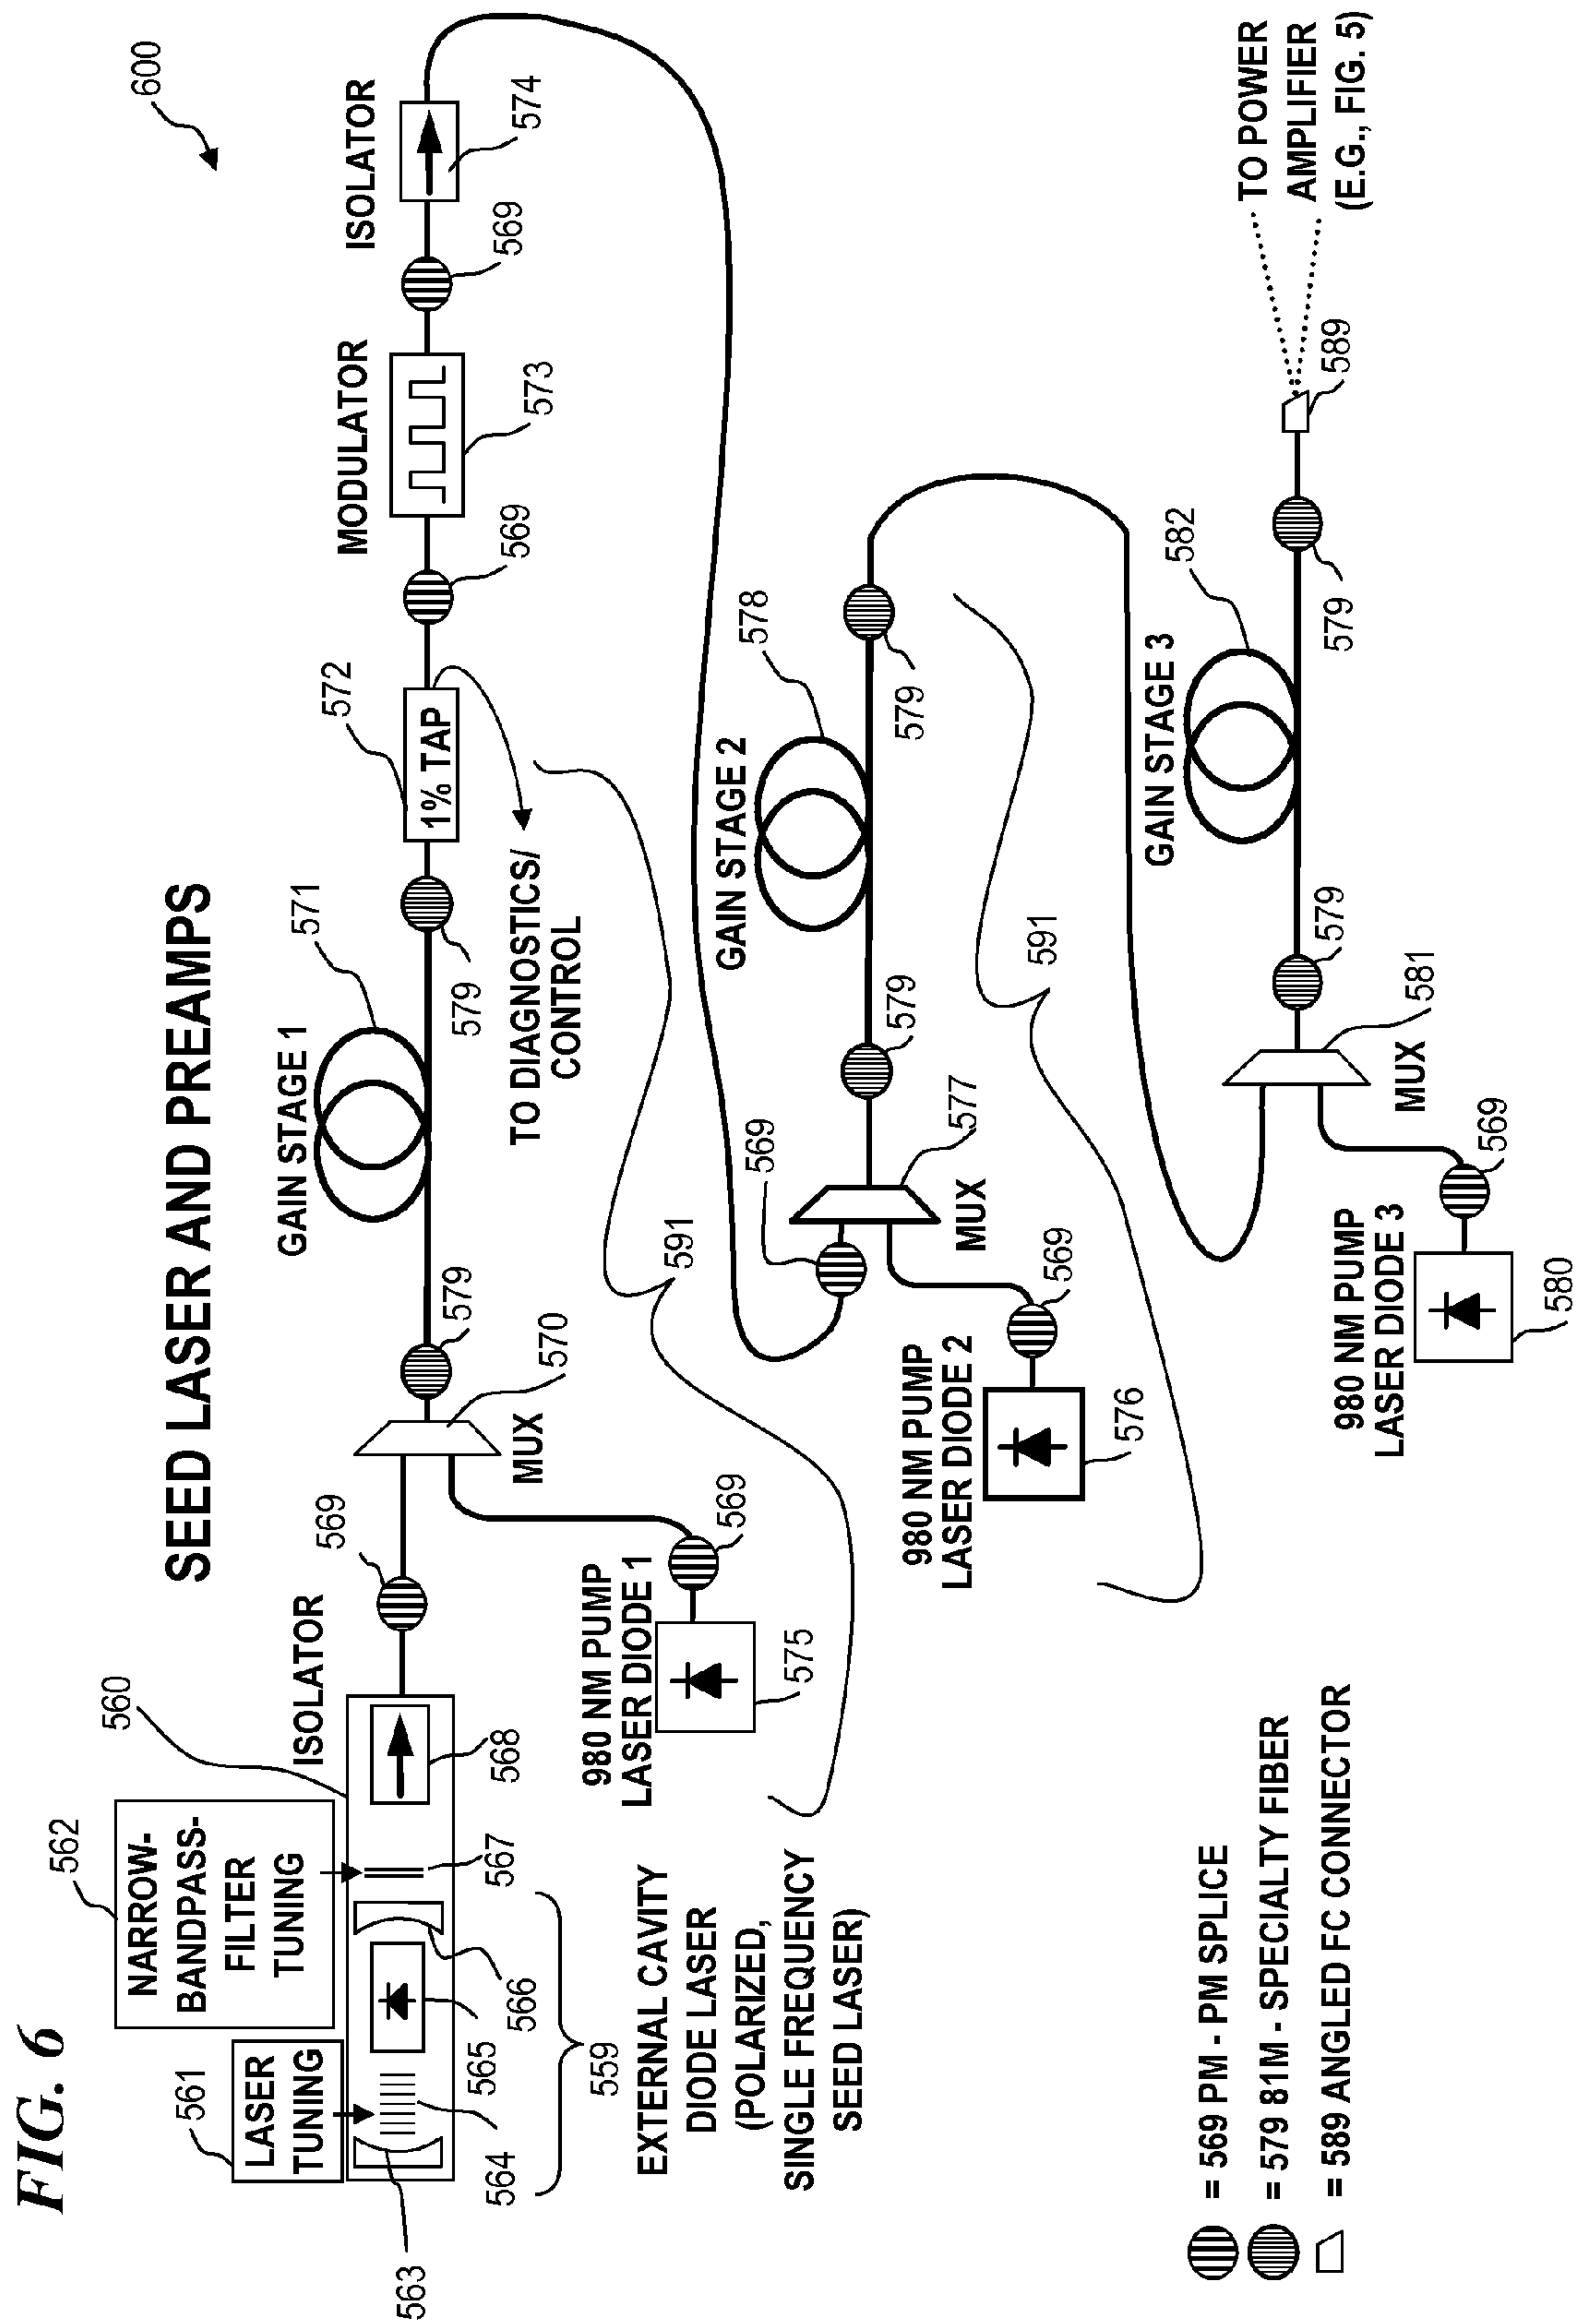 FIG. 6
SEED LASER AND PREAMPS
600
561
LASER
TUNING
562
NARROW-
BANDPASS-
FILTER
TUNING
560
ISOLATOR
563
564
565
566
567
568
559
EXTERNAL CAVITY
DIODE LASER
(POLARIZED,
SINGLE FREQUENCY
SEED LASER)
569
570
MUX
980 NM PUMP
LASER DIODE 1
569
575
579
GAIN STAGE 1
571
579
572
1% TAP
TO DIAGNOSTICS/
CONTROL
569
MODULATOR
573
569
ISOLATOR
574
591
569
577
MUX
980 NM PUMP
LASER DIODE 2
569
576
579
GAIN STAGE 2
578
579
591
581
MUX
980 NM PUMP
LASER DIODE 3
569
580
579
GAIN STAGE 3
582
579
589
TO POWER
AMPLIFIER
(E.G., FIG. 5)
= 569 PM - PM SPLICE
= 579 81M - SPECIALTY FIBER
= 589 ANGLED FC CONNECTOR